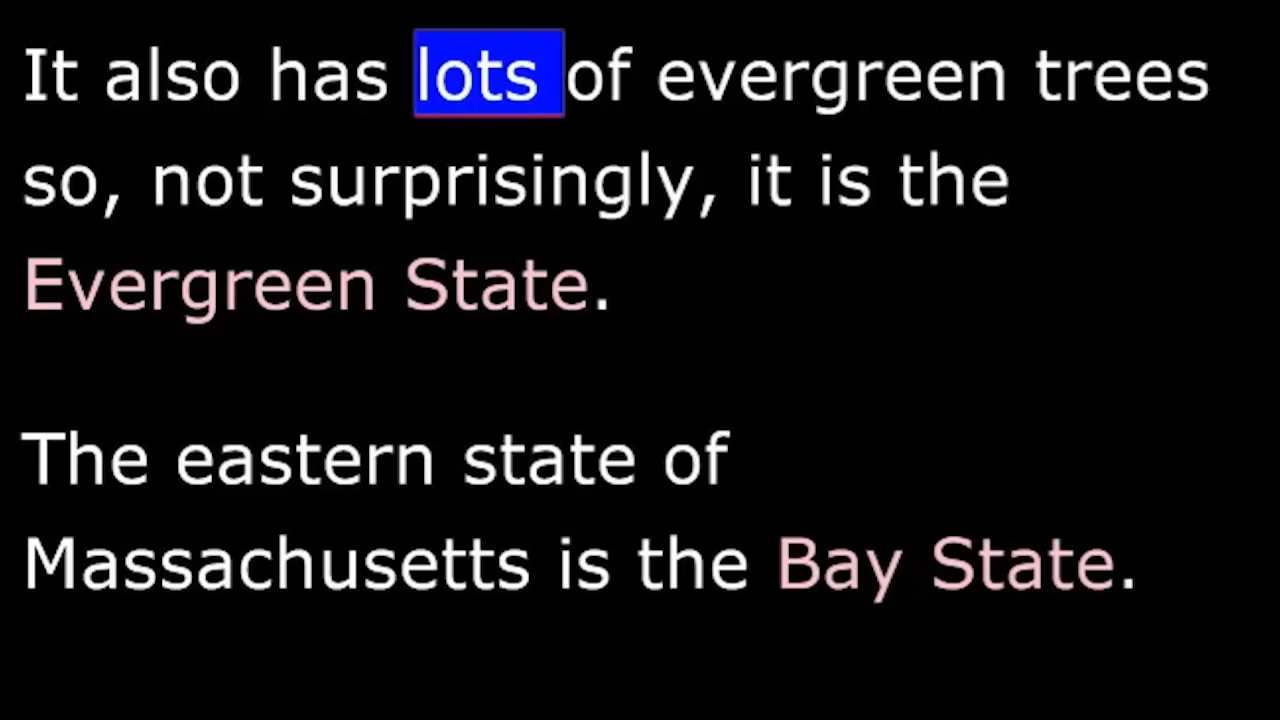 It also has lots of evergreen trees
so, not surprisingly, it is the
Evergreen State.
The eastern state of
Massachusetts is the Bay State.